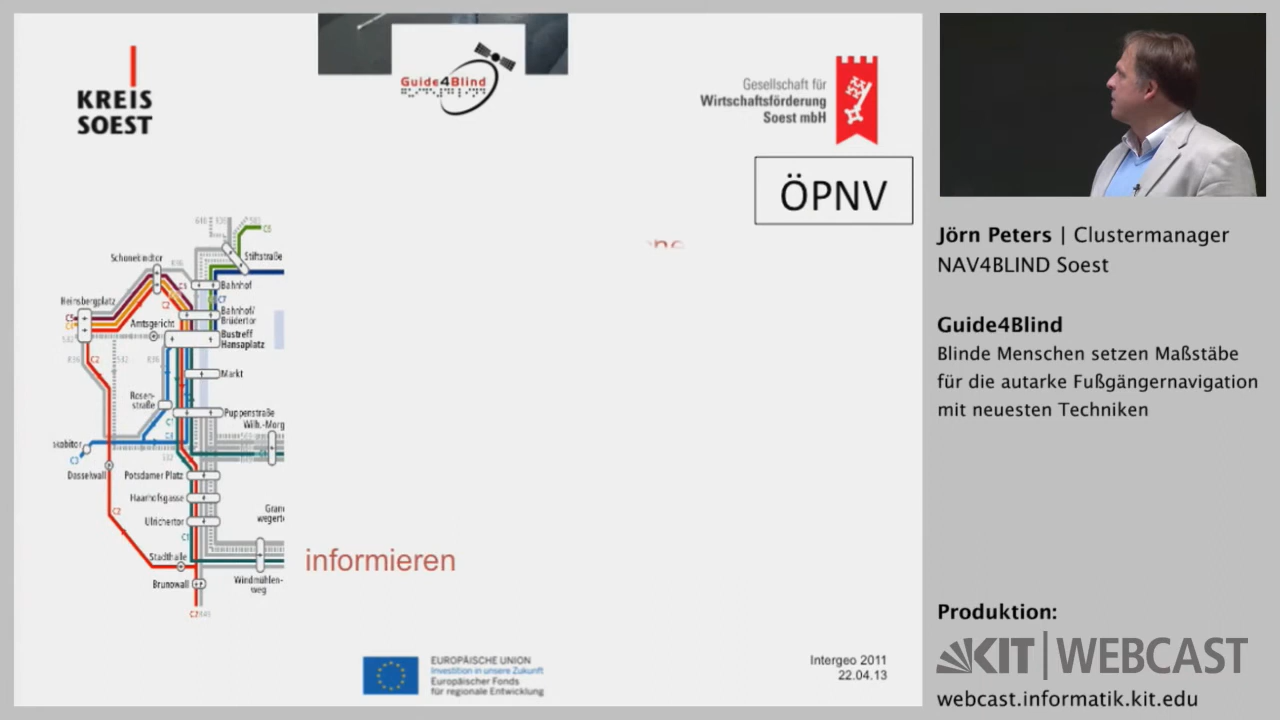 KREIS
SOEST
Guide4Blind
Gesellschaft für
Wirtschaftsförderung
Soest mbH
ÖPNV
Stiftstraße
Schonekindtor
Bahnhof
Heinsbergplatz
Bahnhof/
Brüdertor
Amtsgericht
Bustreff
Hansaplatz
Markt
Rosen-
straße
Puppenstraße
Wilh.-Morg
Dasselwall
Potsdamer Platz
Haarhofsgasse
Ulrichertor
Stadthalle
Brunowall
Windmühlen-
weg
informieren
EUROPÄISCHE UNION
Investition in unsere Zukunft
Europäischer Fonds
für regionale Entwicklung
Intergeo 2011
22.04.13
Jörn Peters | Clustermanager
NAV4BLIND Soest
Guide4Blind
Blinde Menschen setzen Maßstäbe
für die autarke Fußgängernavigation
mit neuesten Techniken
Produktion:
KIT | WEBCAST
webcast.informatik.kit.edu